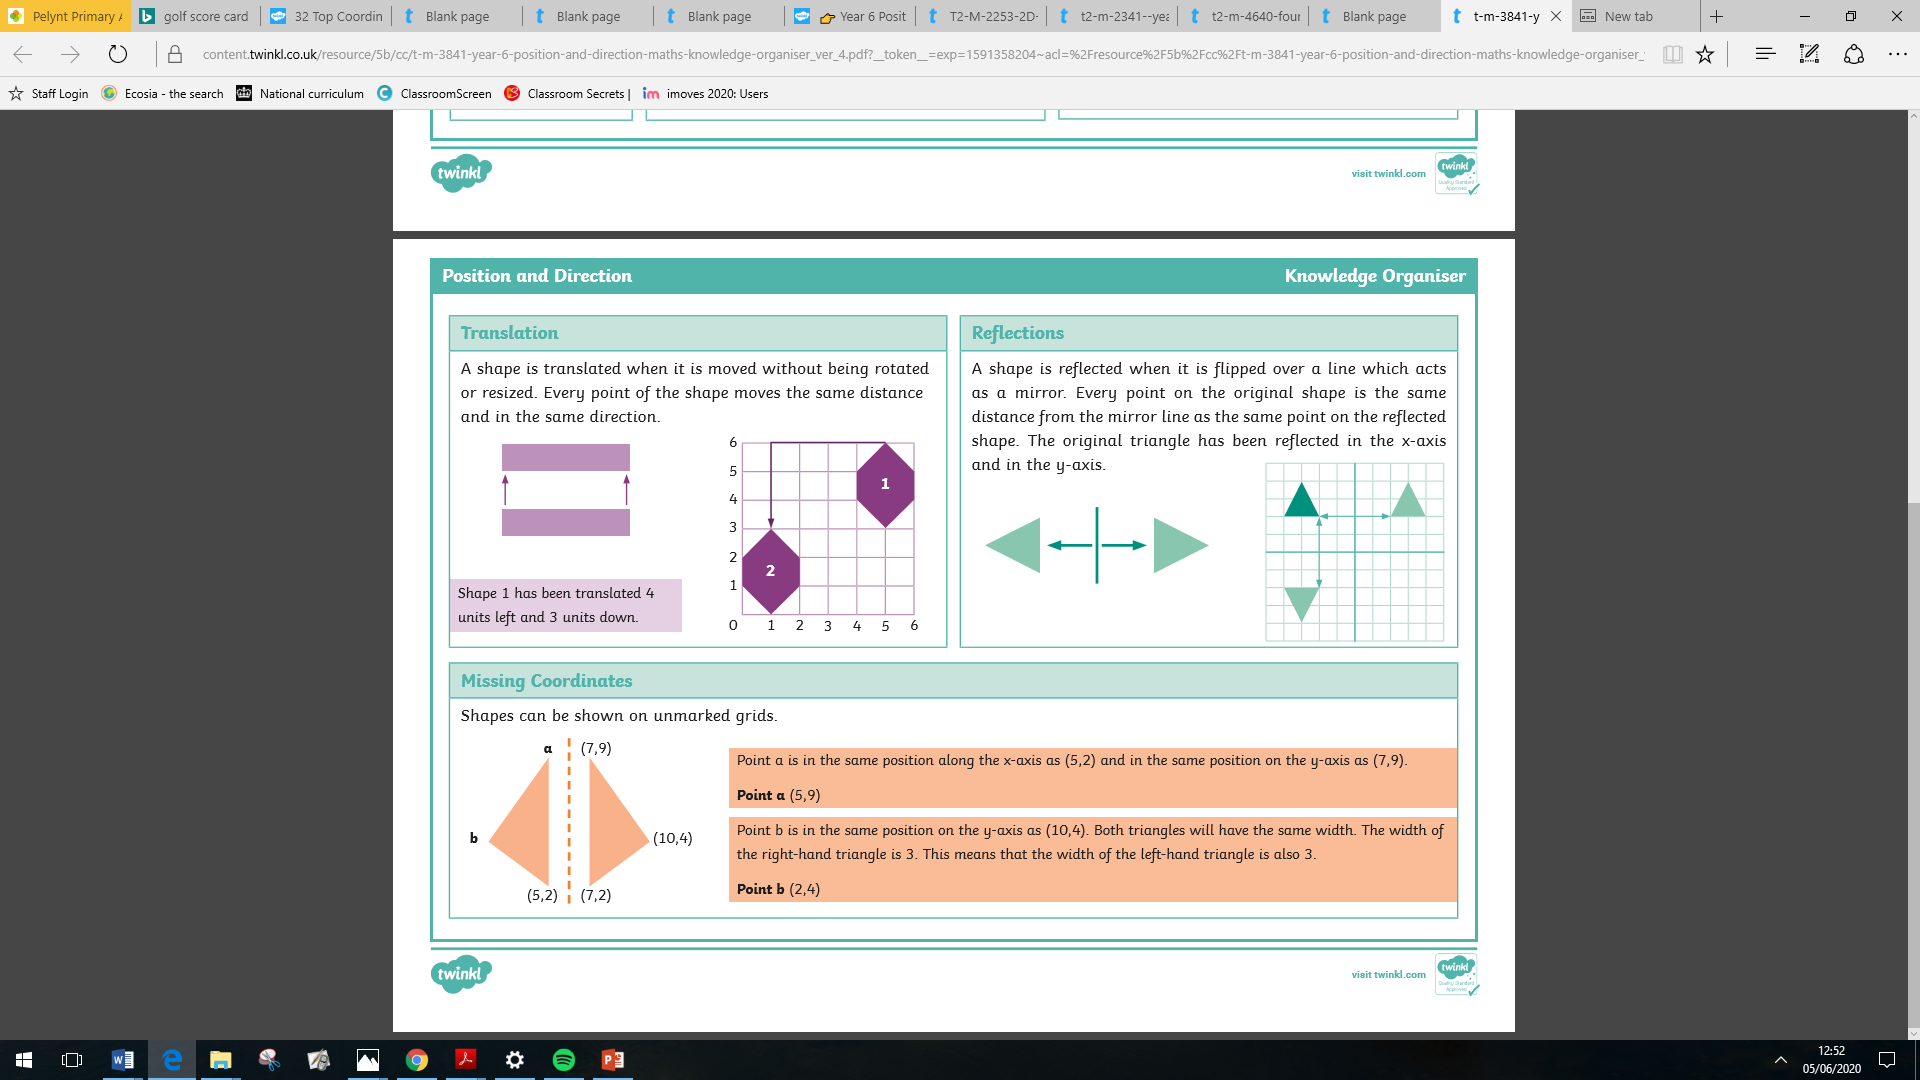 Pelynt Primary A
golf score card
32 Top Coordin
Blank page
Blank page
Blank page
Year 6 Posit
T2-M-2253-2D-
t2-m-2341--yea
t2-m-4640-four
Blank page
t-m-3841-y
New tab
content.twinkl.co.uk/resource/5b/cc/t-m-3841-year-6-position-and-direction-maths-knowledge-organiser_ver_4.pdf?__token__=exp=1591358204~acl=%2Fresource%2F5b%2Fcc%2Ft-m-3841-year-6-position-and-direction-maths-knowledge-organiser_
Staff Login
Ecosia - the search
National curriculum
ClassroomScreen
Classroom Secrets |
imoves 2020: Users
twinkl
visit twinkl.com
twinkl
Quality Standard
Approved
Position and Direction
Knowledge Organiser
Translation
A shape is translated when it is moved without being rotated
or resized. Every point of the shape moves the same distance
and in the same direction.
6
5
4
3
2
1
0 1 2 3 4 5 6
1
2
Shape 1 has been translated 4
units left and 3 units down.
Reflections
A shape is reflected when it is flipped over a line which acts
as a mirror. Every point on the original shape is the same
distance from the mirror line as the same point on the reflected
shape. The original triangle has been reflected in the x-axis
and in the y-axis.
Missing Coordinates
Shapes can be shown on unmarked grids.
a
(7,9)
b
(10,4)
(5,2)
(7,2)
Point a is in the same position along the x-axis as (5,2) and in the same position on the y-axis as (7,9).
Point a (5,9)
Point b is in the same position on the y-axis as (10,4). Both triangles will have the same width. The width of
the right-hand triangle is 3. This means that the width of the left-hand triangle is also 3.
Point b (2,4)
twinkl
visit twinkl.com
twinkl
Quality Standard
Approved
12:52
05/06/2020